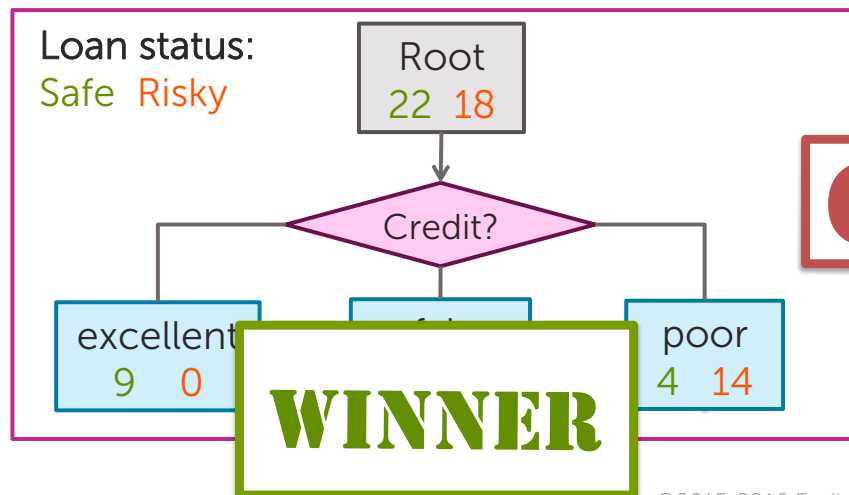 Loan status:
Safe Risky
Root
22 18
Credit?
excellent
9 0
poor
4 14
WINNER